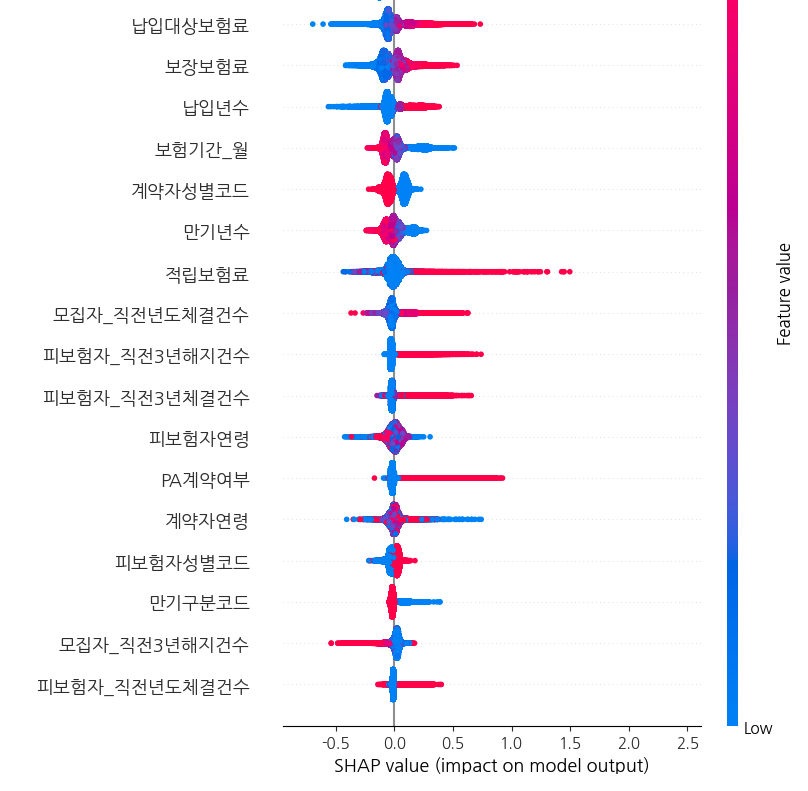 납입대상보험료
보장보험료
납입년수
보험기간_월
계약자성별코드
만기년수
적립보험료
모집자_직전년도체결건수
피보험자_직전3년해지건수
피보험자_직전3년체결건수
피보험자연령
PA계약여부
계약자연령
피보험자성별코드
만기구분코드
모집자_직전3년해지건수
피보험자_직전년도체결건수
-0.5 0.0 0.5 1.0 1.5 2.0 2.5
SHAP value (impact on model output)
Low
Feature value